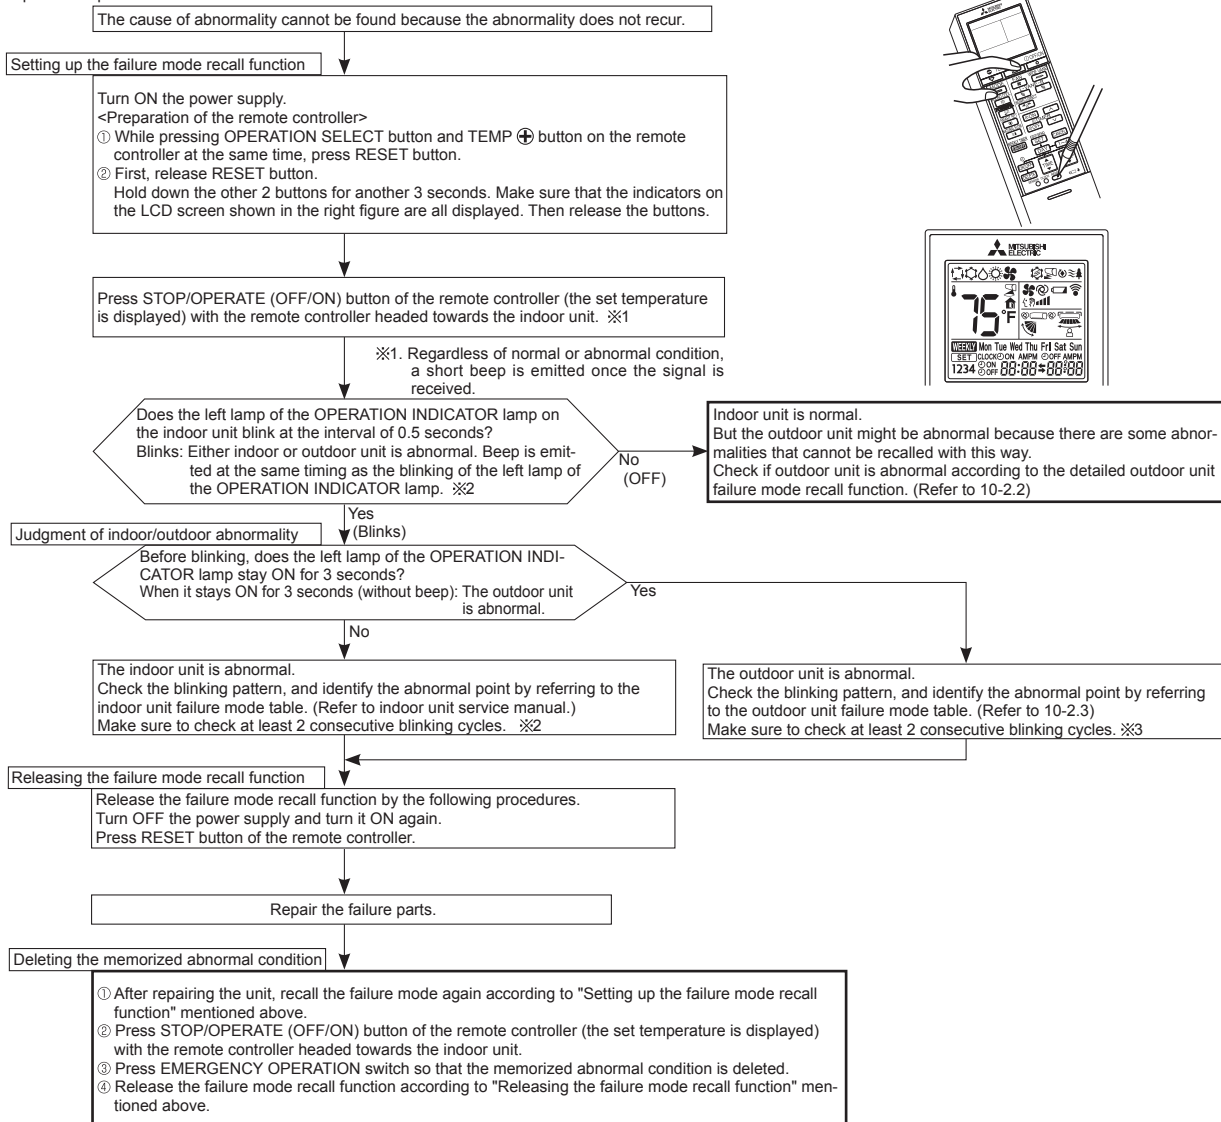 The cause of abnormality cannot be found because the abnormality does not recur.
Setting up the failure mode recall function
Turn ON the power supply.
<Preparation of the remote controller>
① While pressing OPERATION SELECT button and TEMP ⊕ button on the remote
controller at the same time, press RESET button.
② First, release RESET button.
Hold down the other 2 buttons for another 3 seconds. Make sure that the indicators on
the LCD screen shown in the right figure are all displayed. Then release the buttons.
MITSUBISHI
ELECTRIC
75°F
WEEKLY Mon Tue Wed Thu Fri Sat Sun
SET CLOCK ON AMPM OFF AMPM
1234 ON 88:88 88:88
OFF
Press STOP/OPERATE (OFF/ON) button of the remote controller (the set temperature
is displayed) with the remote controller headed towards the indoor unit. ※1
※1. Regardless of normal or abnormal condition,
a short beep is emitted once the signal is
received.
Does the left lamp of the OPERATION INDICATOR lamp on
the indoor unit blink at the interval of 0.5 seconds?
Blinks: Either indoor or outdoor unit is abnormal. Beep is emit-
ted at the same timing as the blinking of the left lamp of
the OPERATION INDICATOR lamp. ※2
No
(OFF)
Indoor unit is normal.
But the outdoor unit might be abnormal because there are some abnor-
malities that cannot be recalled with this way.
Check if outdoor unit is abnormal according to the detailed outdoor unit
failure mode recall function. (Refer to 10-2.2)
Yes
(Blinks)
Judgment of indoor/outdoor abnormality
Before blinking, does the left lamp of the OPERATION INDI-
CATOR lamp stay ON for 3 seconds?
When it stays ON for 3 seconds (without beep): The outdoor unit
is abnormal.
Yes
No
The indoor unit is abnormal.
Check the blinking pattern, and identify the abnormal point by referring to the
indoor unit failure mode table. (Refer to indoor unit service manual.)
Make sure to check at least 2 consecutive blinking cycles. ※2
The outdoor unit is abnormal.
Check the blinking pattern, and identify the abnormal point by referring
to the outdoor unit failure mode table. (Refer to 10-2.3)
Make sure to check at least 2 consecutive blinking cycles. ※3
Releasing the failure mode recall function
Release the failure mode recall function by the following procedures.
Turn OFF the power supply and turn it ON again.
Press RESET button of the remote controller.
Repair the failure parts.
Deleting the memorized abnormal condition
① After repairing the unit, recall the failure mode again according to "Setting up the failure mode recall
function" mentioned above.
② Press STOP/OPERATE (OFF/ON) button of the remote controller (the set temperature is displayed)
with the remote controller headed towards the indoor unit.
③ Press EMERGENCY OPERATION switch so that the memorized abnormal condition is deleted.
④ Release the failure mode recall function according to "Releasing the failure mode recall function" men-
tioned above.